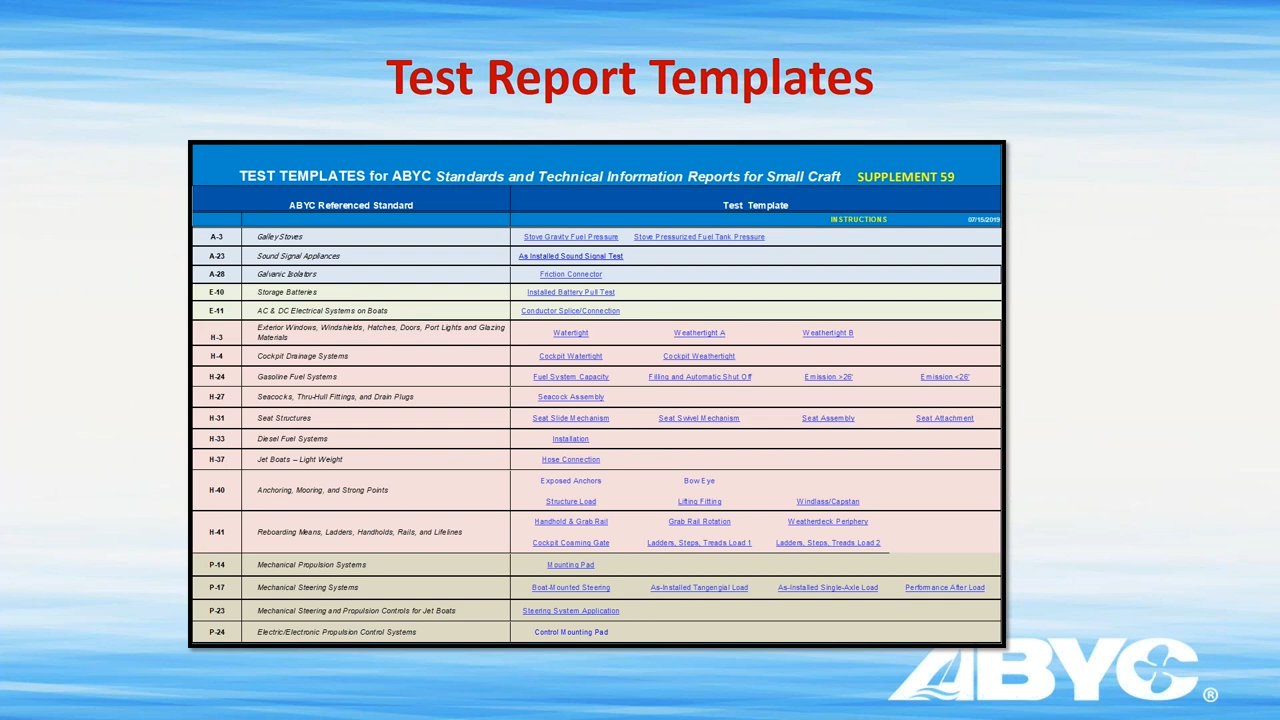 Test Report Templates
TEST TEMPLATES for ABYC Standards and Technical Information Reports for Small Craft SUPPLEMENT 59
ABYC Referenced Standard Test Template
INSTRUCTIONS 07/15/2019
A-3 Galley Stoves Stove Gravity Fuel Pressure Stove Pressurized Fuel Tank Pressure
A-23 Sound Signal Appliances As Installed Sound Signal Test
A-28 Galvanic Isolators Friction Connector
E-10 Storage Batteries Installed Battery Pull Test
E-11 AC & DC Electrical Systems on Boats Conductor Splice/Connection
H-3 Exterior Windows, Windshields, Hatches, Doors, Port Lights and Glazing Materials Watertight Weathertight A Weathertight B
H-4 Cockpit Drainage Systems Cockpit Watertight Cockpit Weathertight
H-24 Gasoline Fuel Systems Fuel System Capacity Filling and Automatic Shut Off Emission >26' Emission <26'
H-27 Seacocks, Thru-Hull Fittings, and Drain Plugs Seacock Assembly
H-31 Seat Structures Seat Slide Mechanism Seat Swivel Mechanism Seat Assembly Seat Attachment
H-33 Diesel Fuel Systems Installation
H-37 Jet Boats – Light Weight Hose Connection
H-40 Anchoring, Mooring, and Strong Points Exposed Anchors Bow Eye
Structure Load Lifting Fitting Windlass/Capstan
H-41 Reboarding Means, Ladders, Handholds, Rails, and Lifelines Handhold & Grab Rail Grab Rail Rotation Weatherdeck Periphery
Cockpit Coaming Gate Ladders, Steps, Treads Load 1 Ladders, Steps, Treads Load 2
P-14 Mechanical Propulsion Systems Mounting Pad
P-17 Mechanical Steering Systems Boat-Mounted Steering As-Installed Tangengial Load As-Installed Single-Axle Load Performance After Load
P-23 Mechanical Steering and Propulsion Controls for Jet Boats Steering System Application
P-24 Electric/Electronic Propulsion Control Systems Control Mounting Pad
ABYC ®